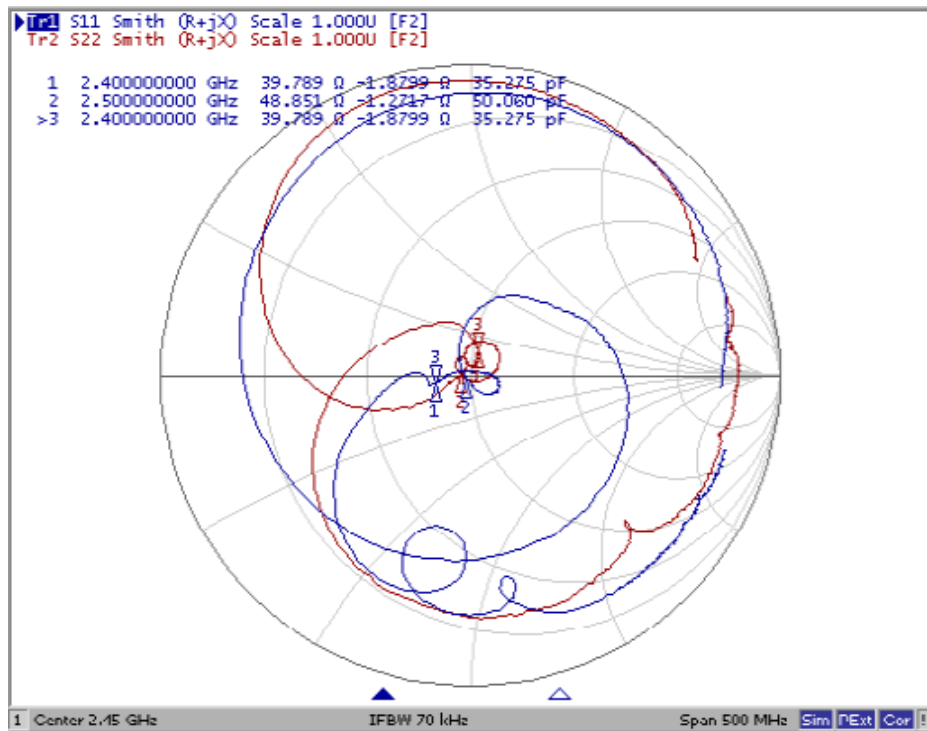 Tr1 S11 Smith (R+jX) Scale 1.000U [F2]
Tr2 S22 Smith (R+jX) Scale 1.000U [F2]
1 2.400000000 GHz 39.789 Ω -1.8799 Ω 35.275 pF
2 2.500000000 GHz 48.851 Ω -1.2717 Ω 50.060 pF
>3 2.400000000 GHz 39.789 Ω -1.8799 Ω 35.275 pF
3
3
1
2
2
1 Center 2.45 GHz IFBW 70 kHz Span 500 MHz Sim PExt Cor !